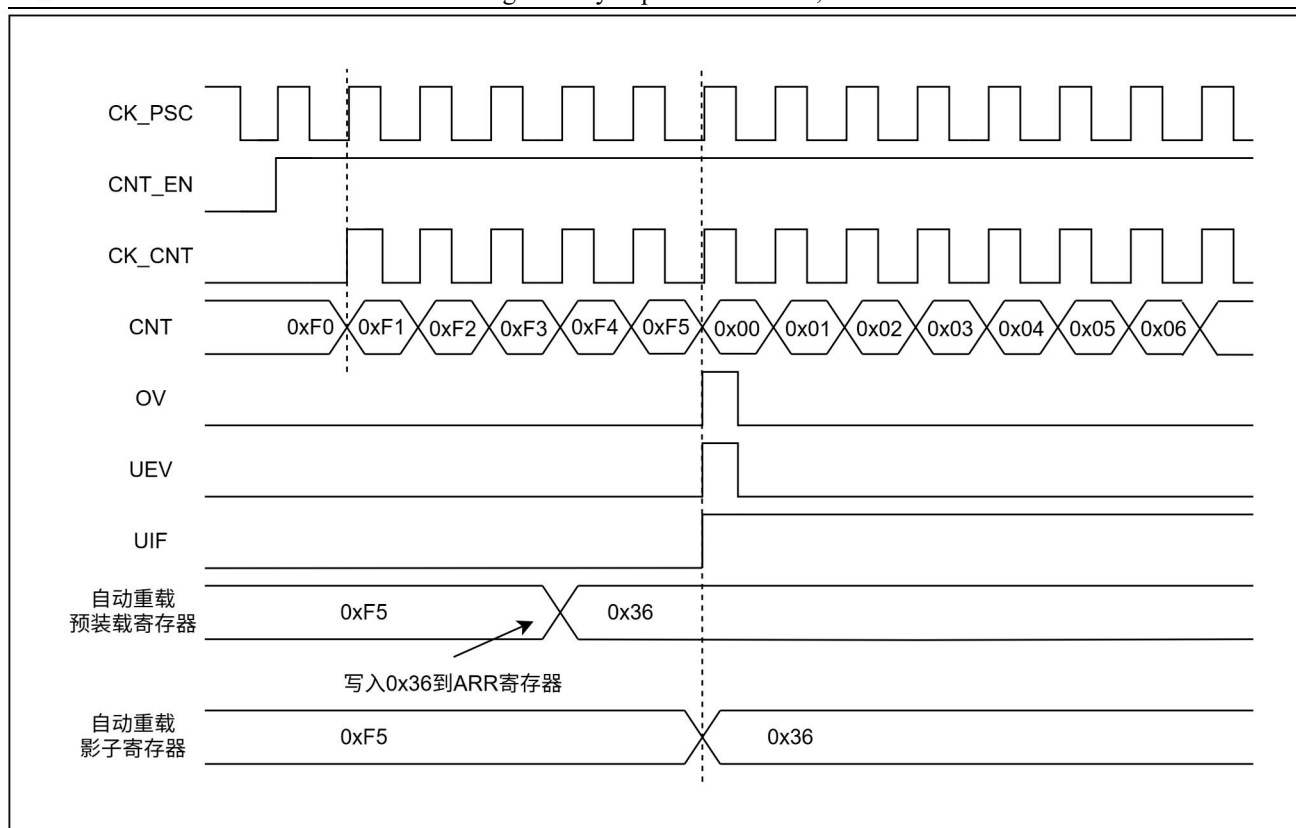 CK_PSC
CNT_EN
CK_CNT
CNT 0xF0 0xF1 0xF2 0xF3 0xF4 0xF5 0x00 0x01 0x02 0x03 0x04 0x05 0x06
OV
UEV
UIF
自动重载
预装载寄存器 0xF5 0x36
写入0x36到ARR寄存器
自动重载
影子寄存器 0xF5 0x36